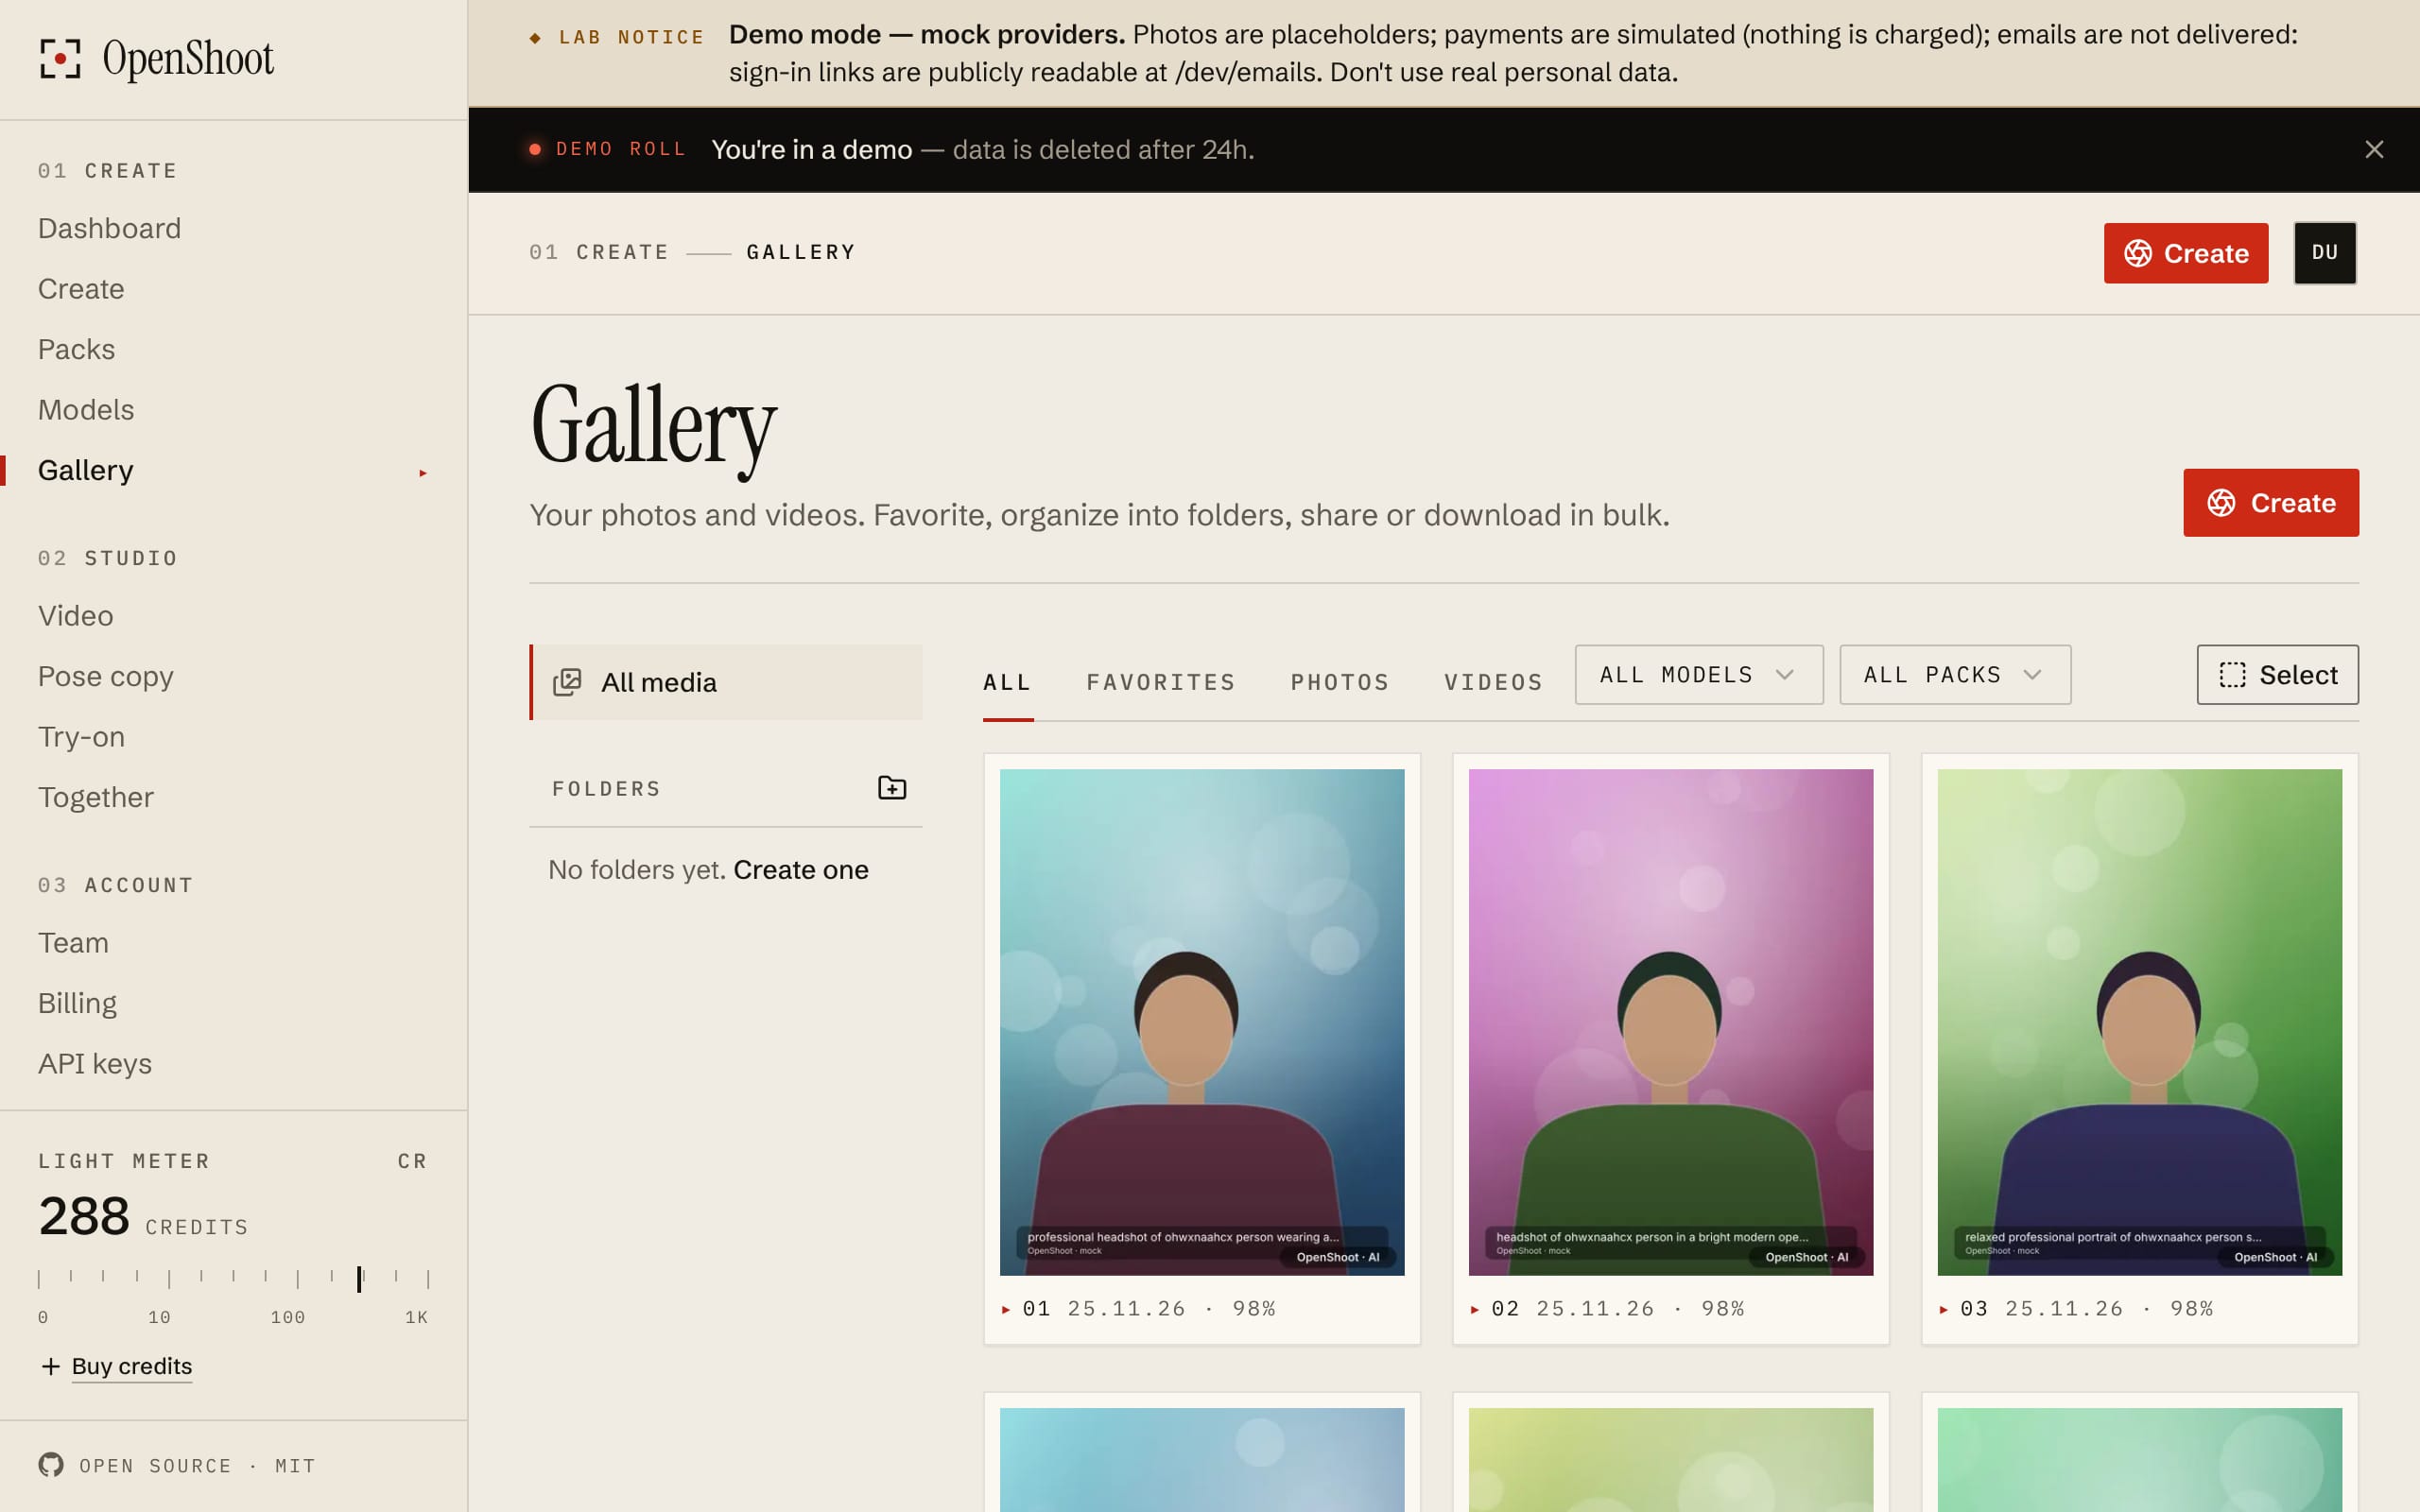 OpenShoot
01 CREATE
Dashboard
Create
Packs
Models
Gallery
02 STUDIO
Video
Pose copy
Try-on
Together
03 ACCOUNT
Team
Billing
API keys
LIGHT METER CR
288 CREDITS
0 10 100 1K
Buy credits
OPEN SOURCE · MIT
LAB NOTICE
Demo mode — mock providers. Photos are placeholders; payments are simulated (nothing is charged); emails are not delivered:
sign-in links are publicly readable at /dev/emails. Don't use real personal data.
DEMO ROLL You're in a demo — data is deleted after 24h.
01 CREATE GALLERY
Create
DU
Gallery
Your photos and videos. Favorite, organize into folders, share or download in bulk.
Create
All media
FOLDERS
No folders yet. Create one
ALL FAVORITES PHOTOS VIDEOS ALL MODELS ALL PACKS Select
professional headshot of ohwxnaahcx person wearing a...
OpenShoot · mock
OpenShoot · AI
01 25.11.26 · 98%
headshot of ohwxnaahcx person in a bright modern ope...
OpenShoot · mock
OpenShoot · AI
02 25.11.26 · 98%
relaxed professional portrait of ohwxnaahcx person s...
OpenShoot · mock
OpenShoot · AI
03 25.11.26 · 98%